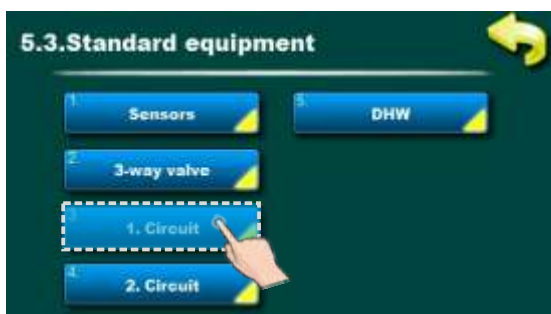 5.3.Standard equipment
1. Sensors
2. 3-way valve
3. 1. Circuit
4. 2. Circuit
5. DHW